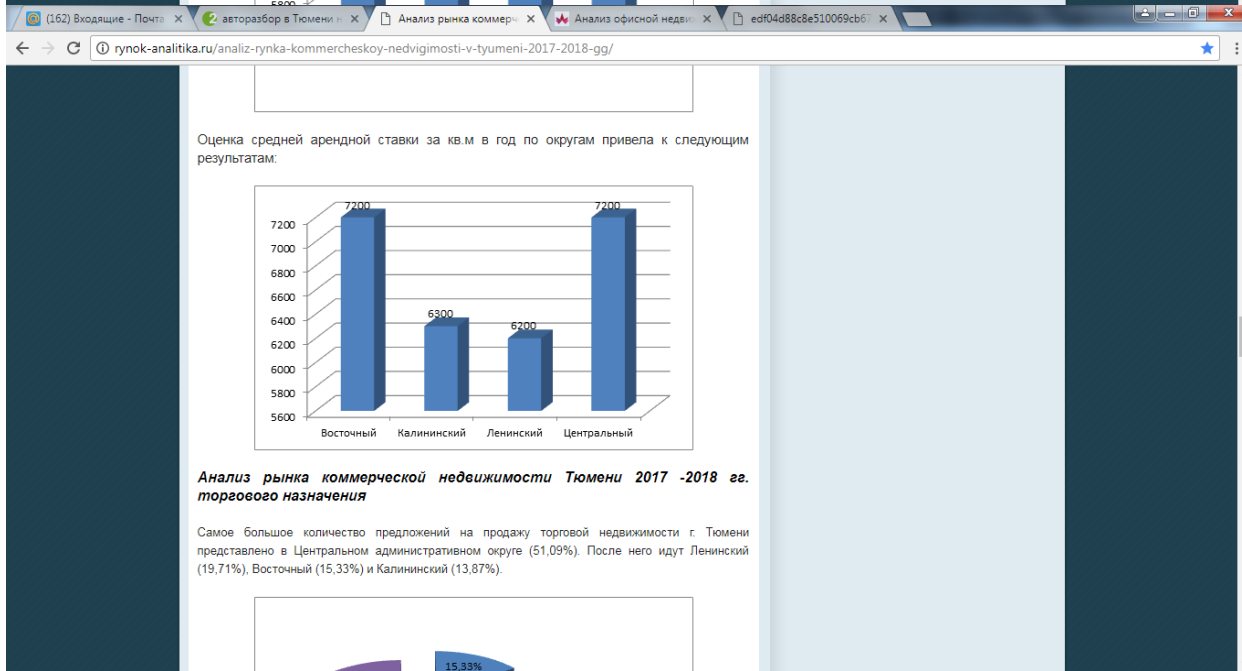 5800
(162) Входящие - Почта
авторазбор в Тюмени н
Анализ рынка коммерч
Анализ офисной недви
edf04d88c8e510069cb67
rynok-analitika.ru/analiz-rynka-kommercheskoy-nedvigimosti-v-tyumeni-2017-2018-gg/
Оценка средней арендной ставки за кв.м в год по округам привела к следующим
результатам:
7200 7200
7200
7000
6800
6600
6400
6300
6200
6200
6000
5800
5600
Восточный Калининский Ленинский Центральный
Анализ рынка коммерческой недвижимости Тюмени 2017 -2018 гг.
торгового назначения
Самое большое количество предложений на продажу торговой недвижимости г. Тюмени
представлено в Центральном административном округе (51,09%). После него идут Ленинский
(19,71%), Восточный (15,33%) и Калининский (13,87%).
15,33%